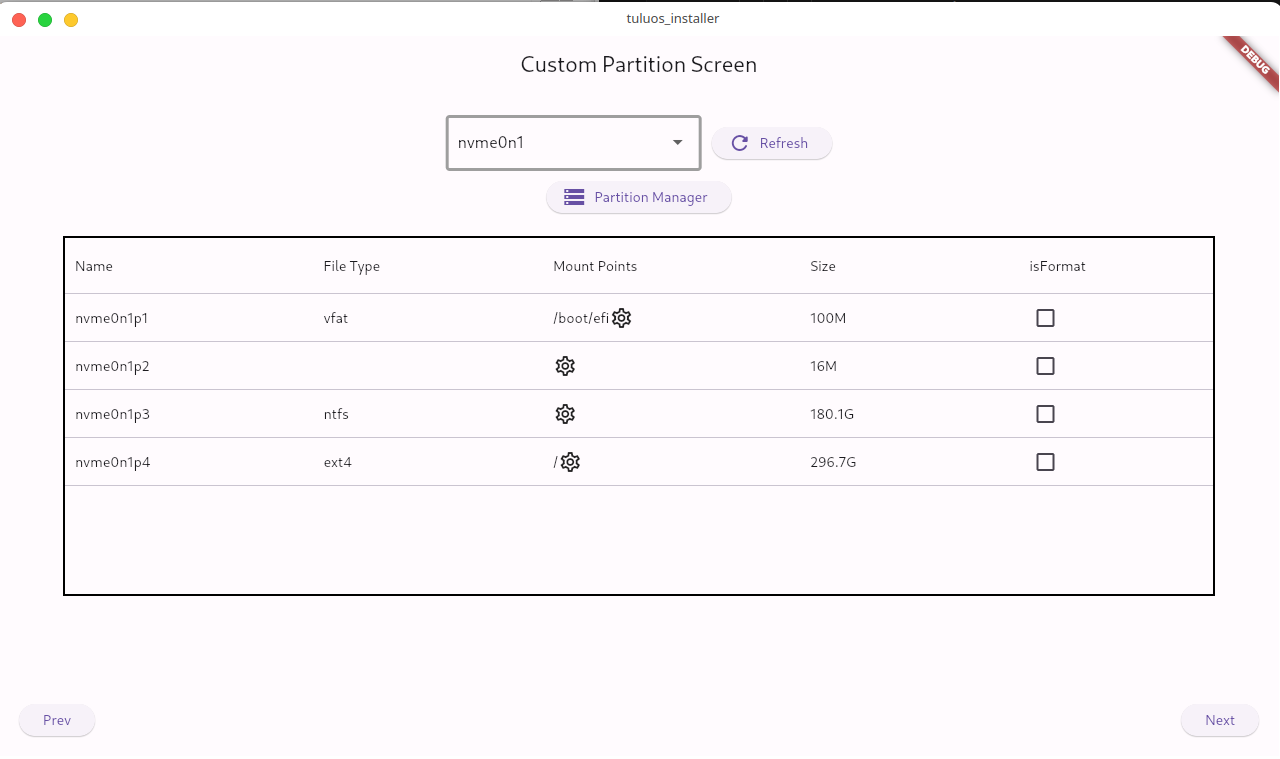 tuluos_installer
DEBUG
Custom Partition Screen
nvme0n1
Refresh
Partition Manager
Name File Type Mount Points Size isFormat
nvme0n1p1 vfat /boot/efi 100M
nvme0n1p2 16M
nvme0n1p3 ntfs 180.1G
nvme0n1p4 ext4 / 296.7G
Prev Next